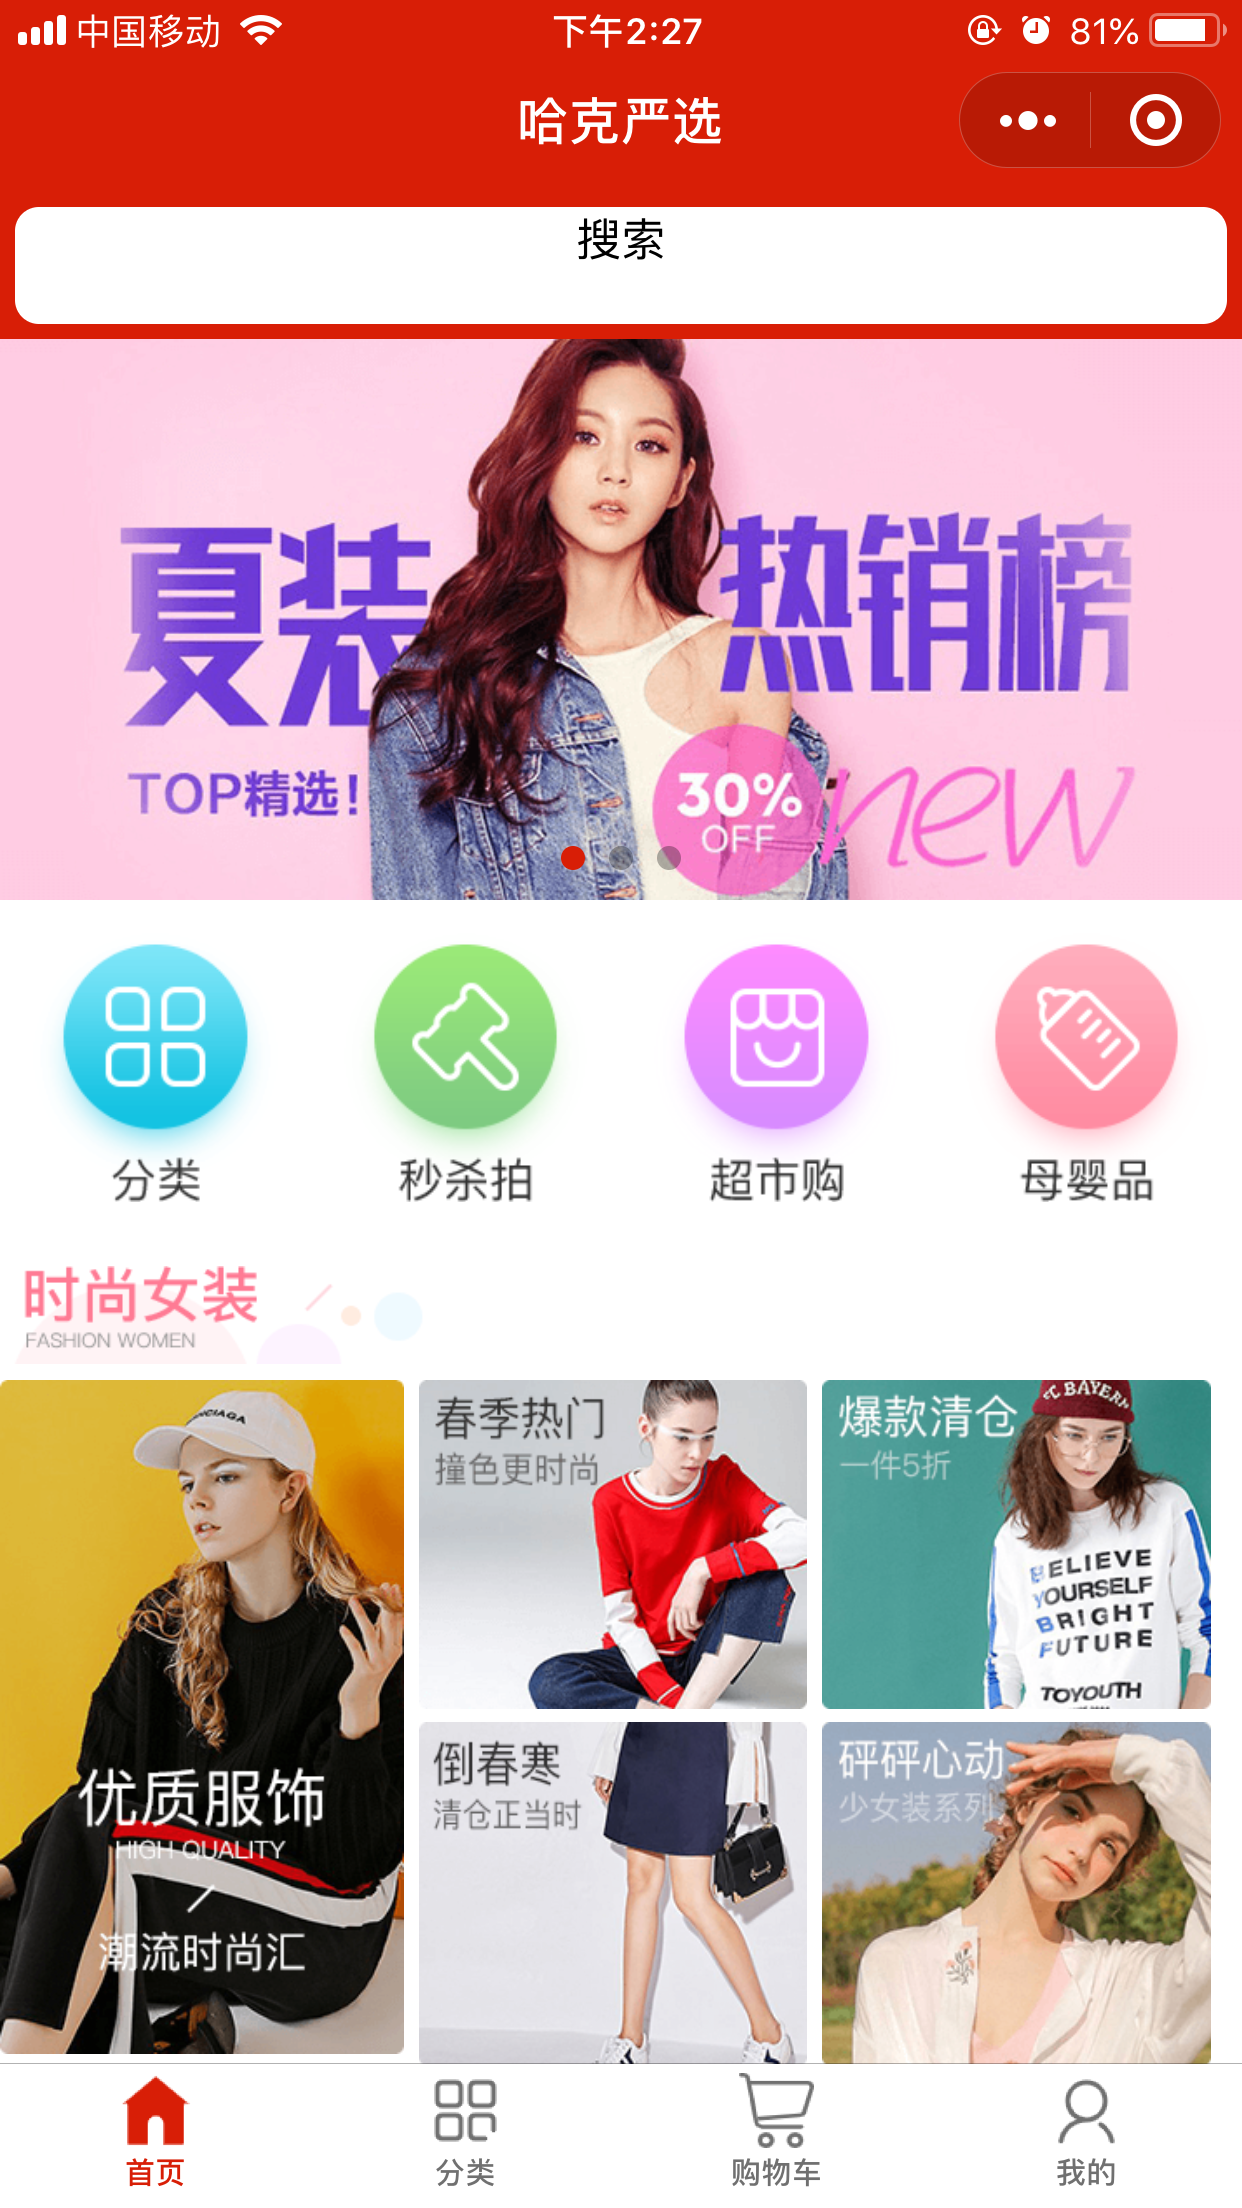 中国移动
下午2:27
81%
哈克严选
搜索
夏装
热销榜
TOP精选!
30%
OFF
new
分类
秒杀拍
超市购
母婴品
时尚女装
FASHION WOMEN
优质服饰
HIGH QUALITY
潮流时尚汇
春季热门
撞色更时尚
爆款清仓
一件5折
BELIEVE
YOURSELF
BRIGHT
FUTURE
TOYOUTH
倒春寒
清仓正当时
砰砰心动
少女装系列
首页
分类
购物车
我的